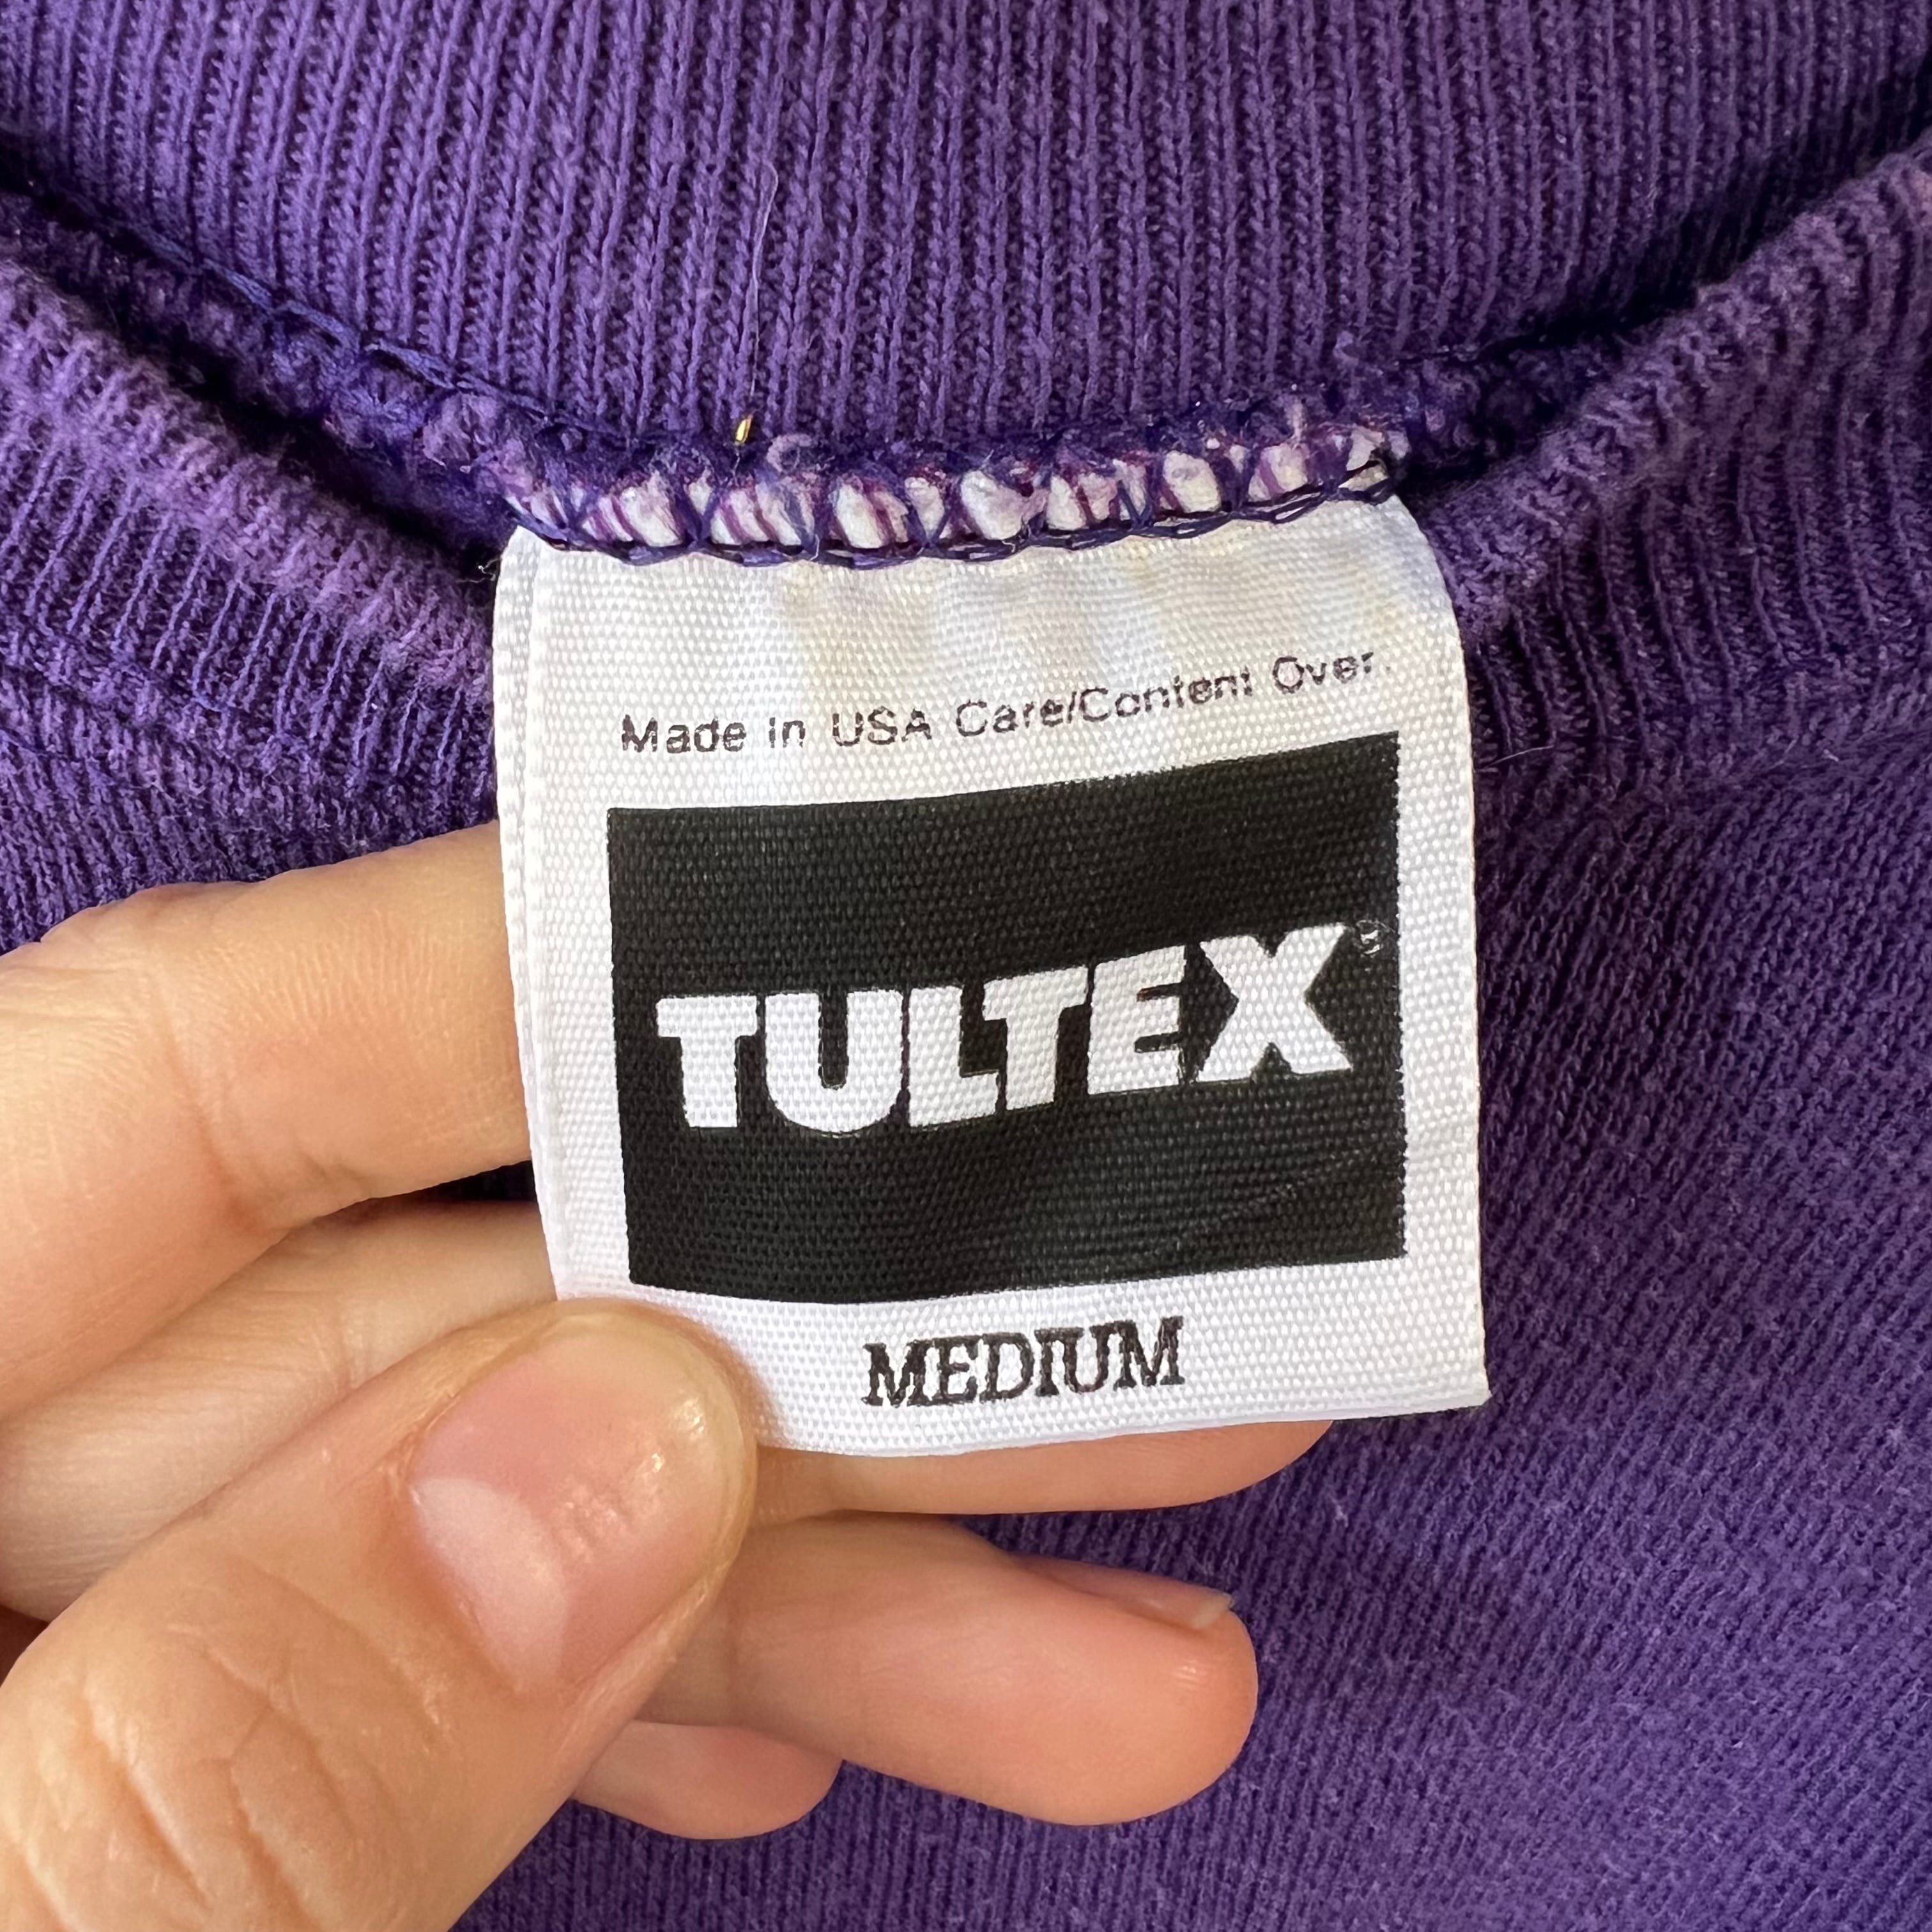 Made in USA Care/Content Over.
TULTEX®
MEDIUM